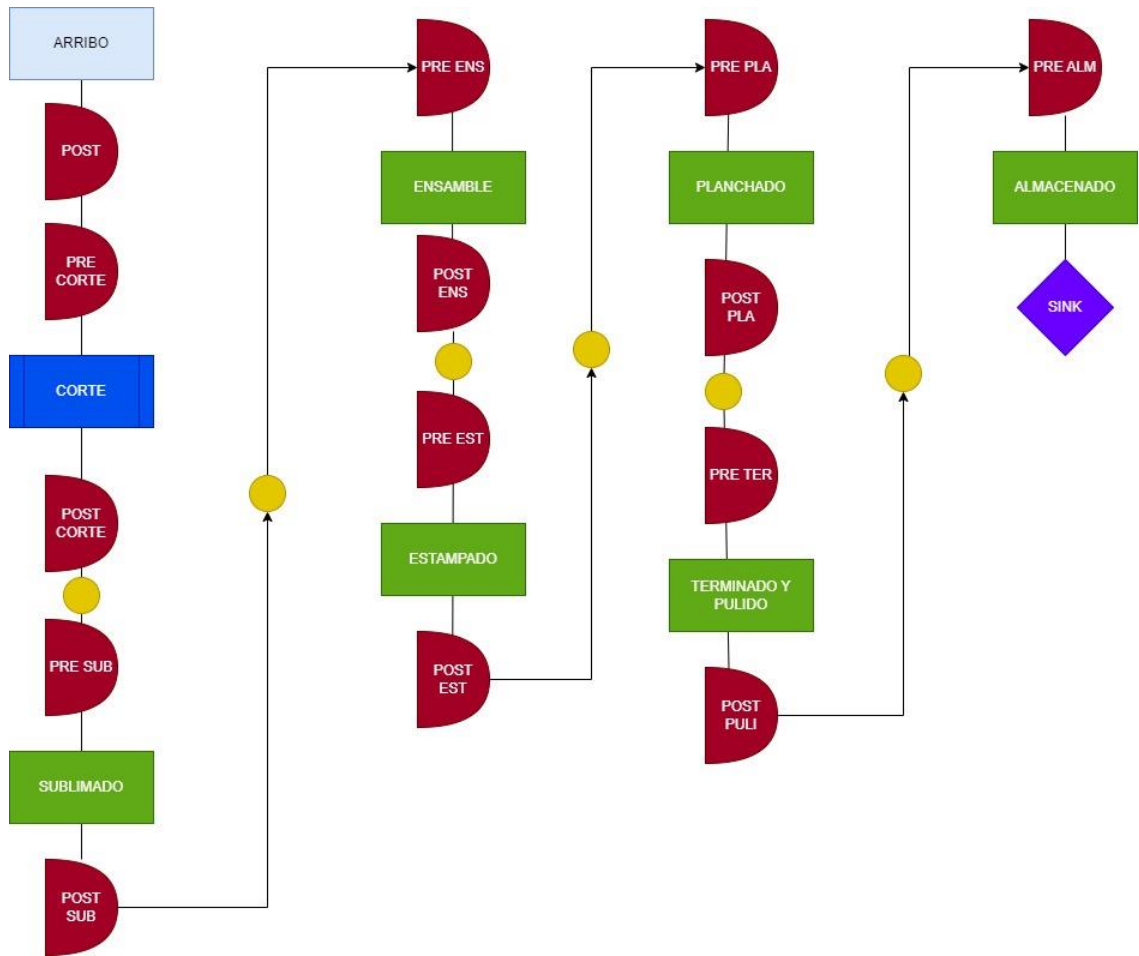 ARRIBO
POST
PRE
CORTE
CORTE
POST
CORTE
PRE SUB
SUBLIMADO
POST
SUB
PRE ENS
ENSAMBLE
POST
ENS
PRE EST
ESTAMPADO
POST
EST
PRE PLA
PLANCHADO
POST
PLA
PRE TER
TERMINADO Y
PULIDO
POST
PULI
PRE ALM
ALMACENADO
SINK